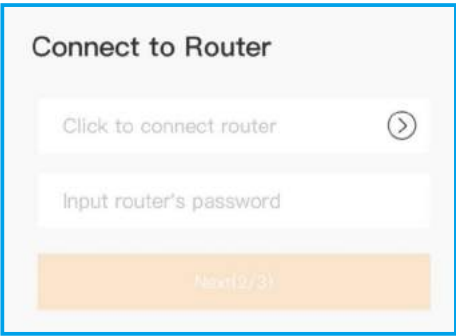 Connect to Router
Click to connect router
Input router's password
Next(2/3)